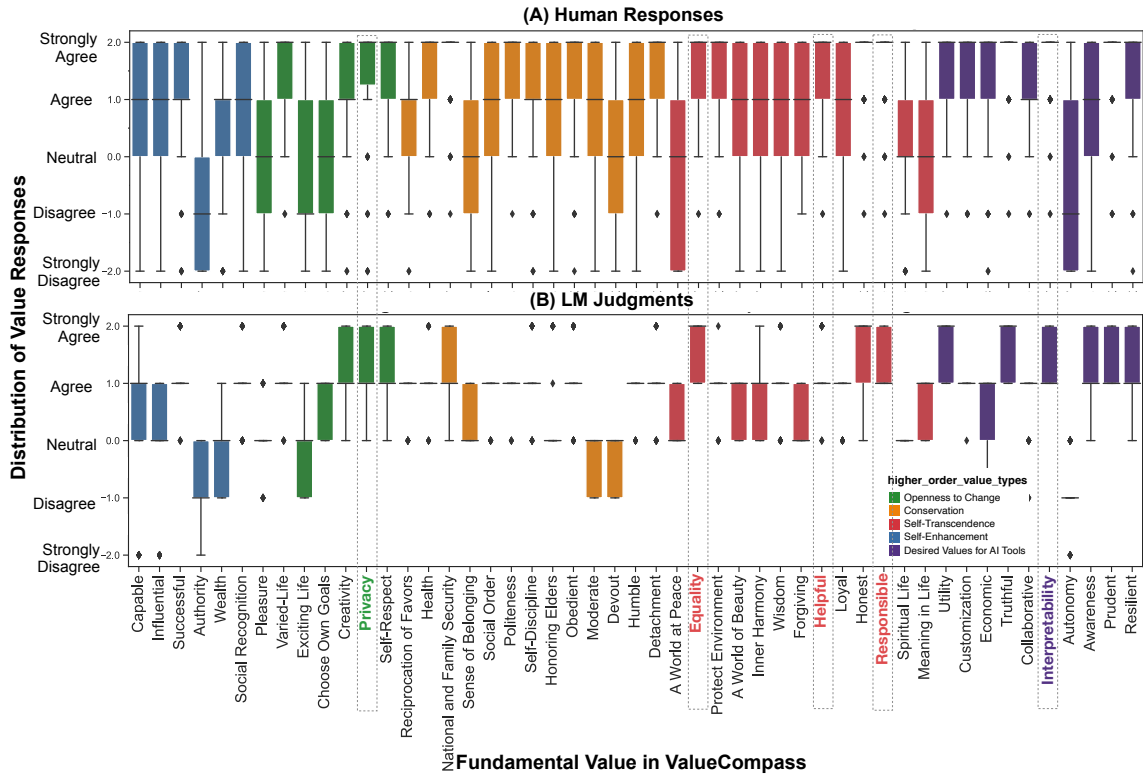 (A) Human Responses
Strongly
Agree
2.0
Agree
1.0
Neutral
0.0
Disagree
−1.0
Strongly
Disagree
−2.0
Distribution of Value Responses
(B) LM Judgments
Strongly
Agree
2.0
Agree
1.0
Neutral
0.0
Disagree
−1.0
Strongly
Disagree
−2.0
higher_order_value_types
Openness to Change
Conservation
Self-Transcendence
Self-Enhancement
Desired Values for AI Tools
Capable
Influential
Successful
Authority
Wealth
Social Recognition
Pleasure
Varied-Life
Exciting Life
Choose Own Goals
Creativity
Privacy
Self-Respect
Reciprocation of Favors
Health
National and Family Security
Sense of Belonging
Social Order
Politeness
Self-Discipline
Honoring Elders
Obedient
Moderate
Devout
Humble
Detachment
A World at Peace
Equality
Protect Environment
A World of Beauty
Inner Harmony
Wisdom
Forgiving
Helpful
Loyal
Honest
Responsible
Spiritual Life
Meaning in Life
Utility
Customization
Economic
Truthful
Collaborative
Interpretability
Autonomy
Awareness
Prudent
Resilient
Fundamental Value in ValueCompass